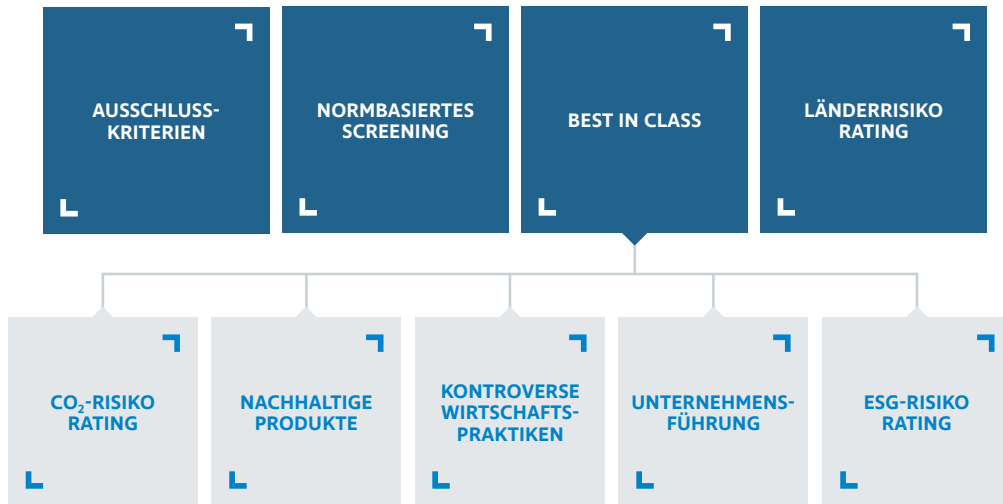 AUSSCHLUSS-
KRITERIEN
NORMBASIERTES
SCREENING
BEST IN CLASS
LÄNDERRISIKO
RATING
CO₂-RISIKO
RATING
NACHHALTIGE
PRODUKTE
KONTROVERSE
WIRTSCHAFTS-
PRAKTIKEN
UNTERNEHMENS-
FÜHRUNG
ESG-RISIKO
RATING